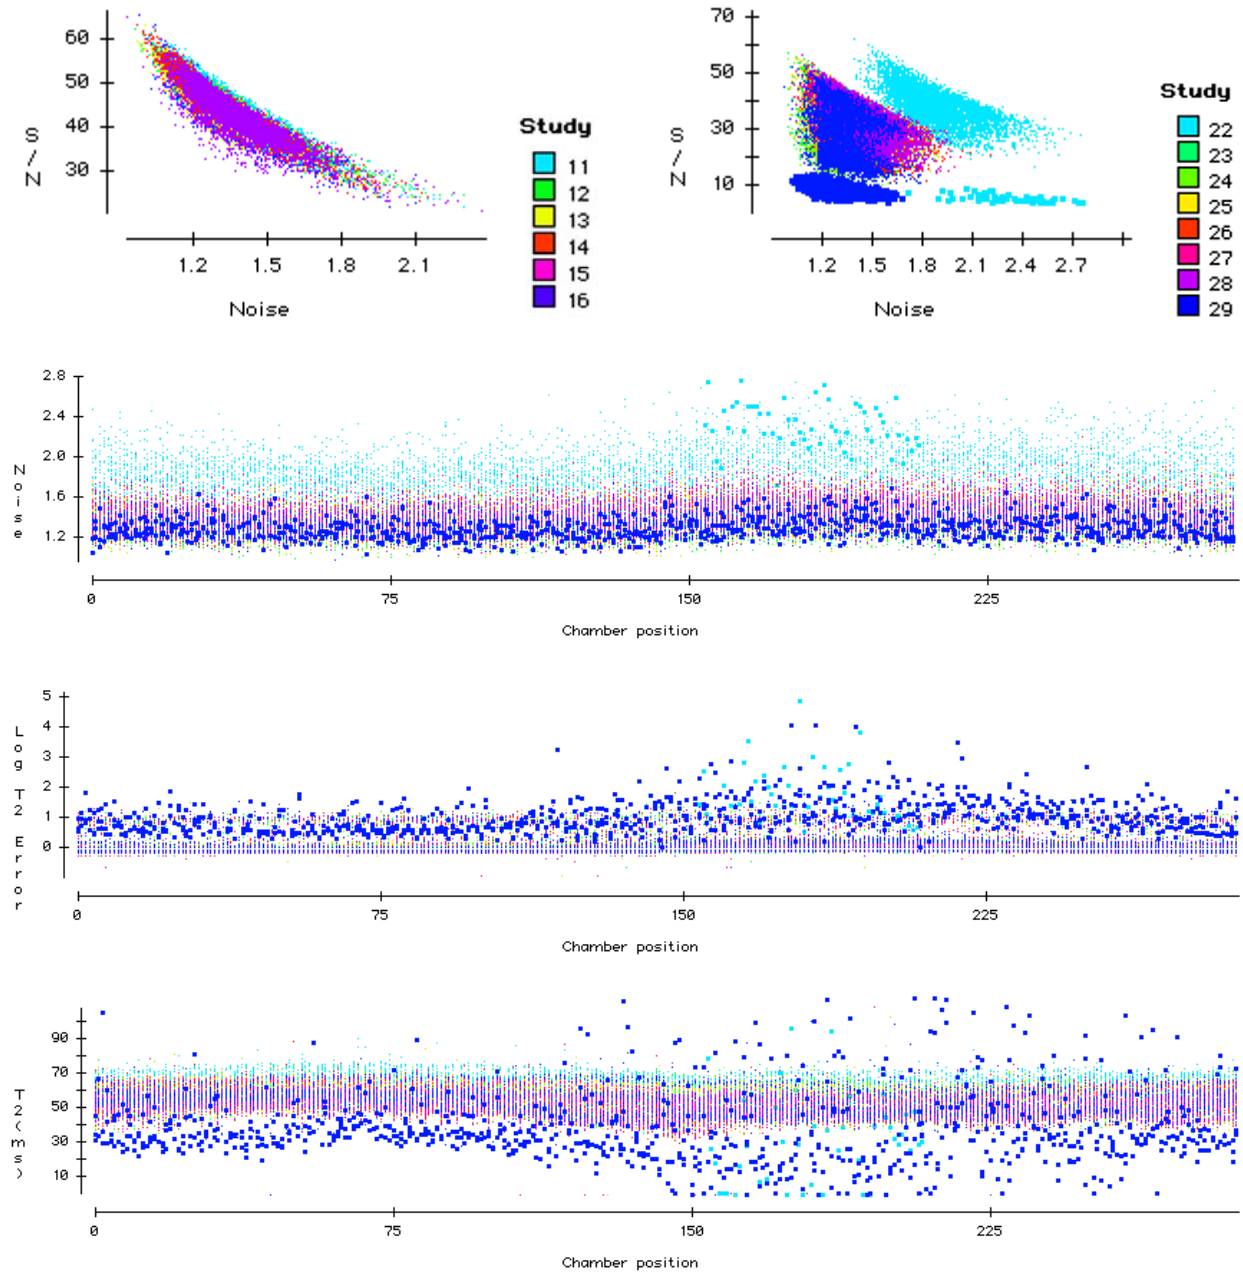 60
50
40
30
S/N
1.2 1.5 1.8 2.1
Noise
Study
11
12
13
14
15
16
70
50
30
10
S/N
1.2 1.5 1.8 2.1 2.4 2.7
Noise
Study
22
23
24
25
26
27
28
29
2.8
2.4
2.0
1.6
1.2
Noise
0 75 150 225
Chamber position
5
4
3
2
1
0
Log T2 Error
0 75 150 225
Chamber position
90
70
50
30
10
T2(ms)
0 75 150 225
Chamber position